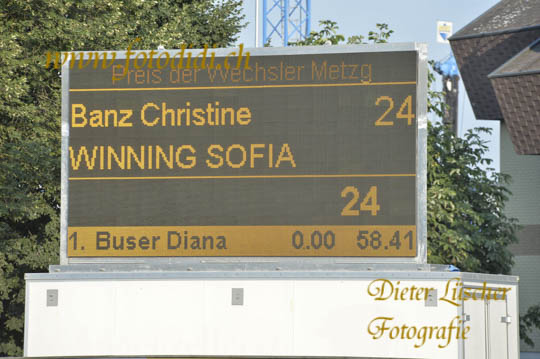 www.fotodidi.ch
Preis der Wechsler Metzg
Banz Christine 24
WINNING SOFIA
24
1. Buser Diana 0.00 58.41
Dieter Lüscher
Fotografie